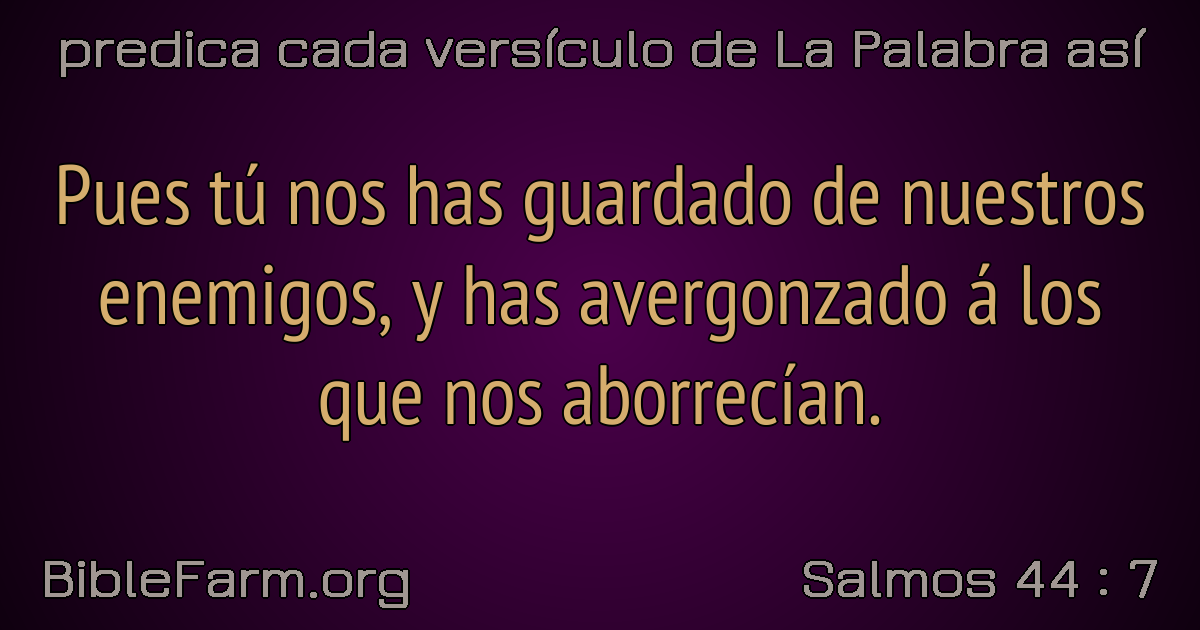 predica cada versículo de La Palabra así
Pues tú nos has guardado de nuestros
enemigos, y has avergonzado á los
que nos aborrecían.
BibleFarm.org
Salmos 44 : 7